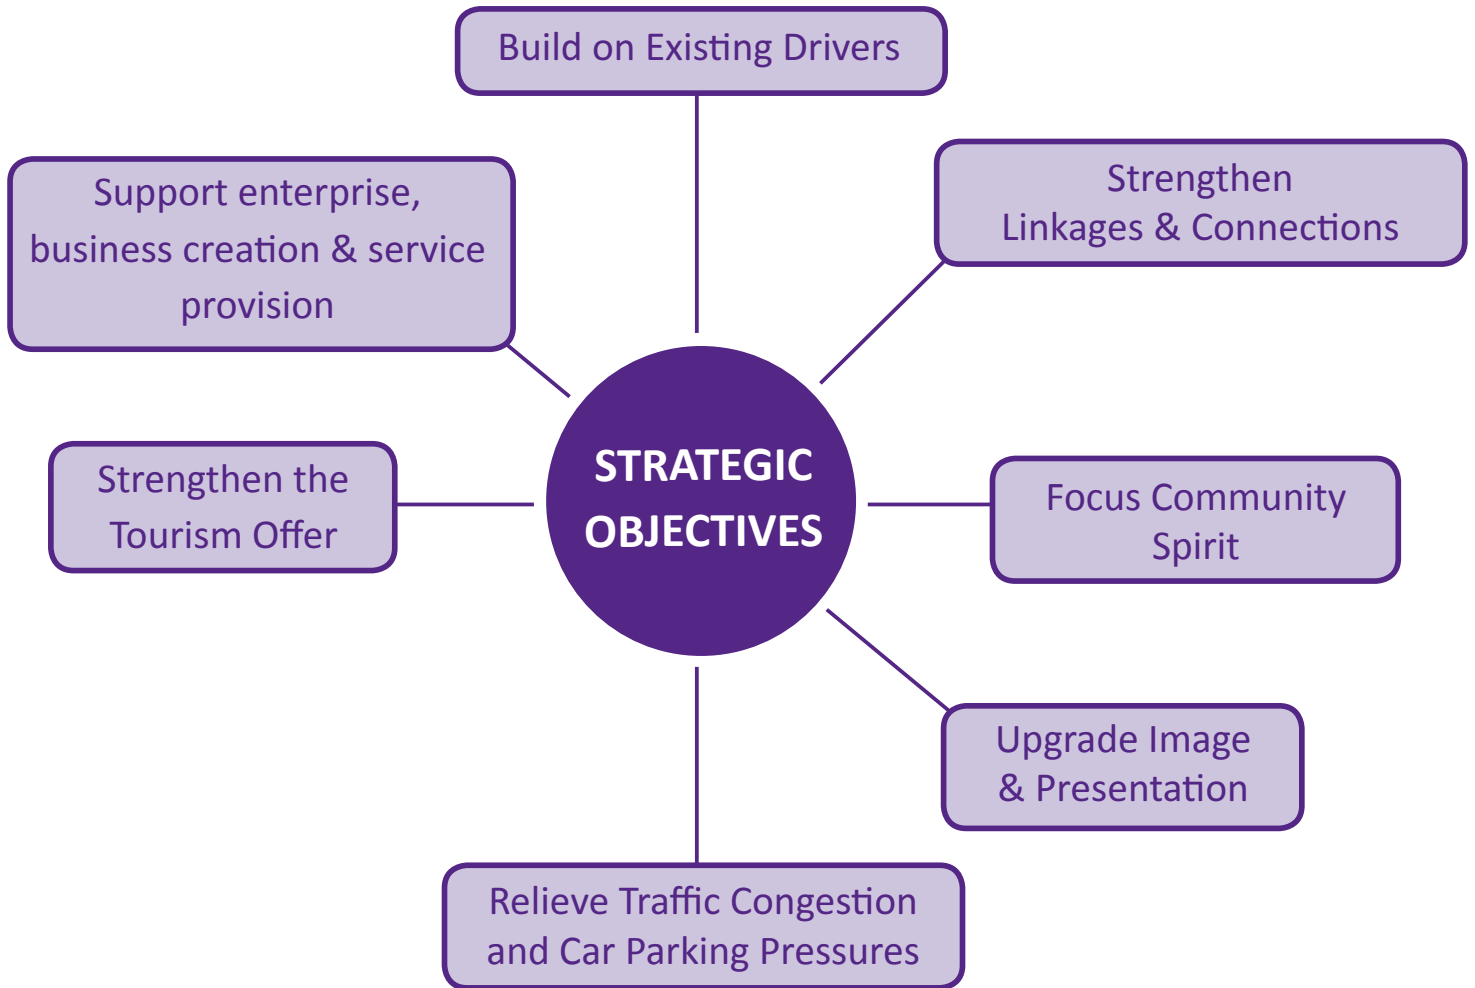 Build on Existing Drivers
Strengthen
Linkages & Connections
Support enterprise,
business creation & service
provision
STRATEGIC
OBJECTIVES
Strengthen the
Tourism Offer
Focus Community
Spirit
Upgrade Image
& Presentation
Relieve Traffic Congestion
and Car Parking Pressures